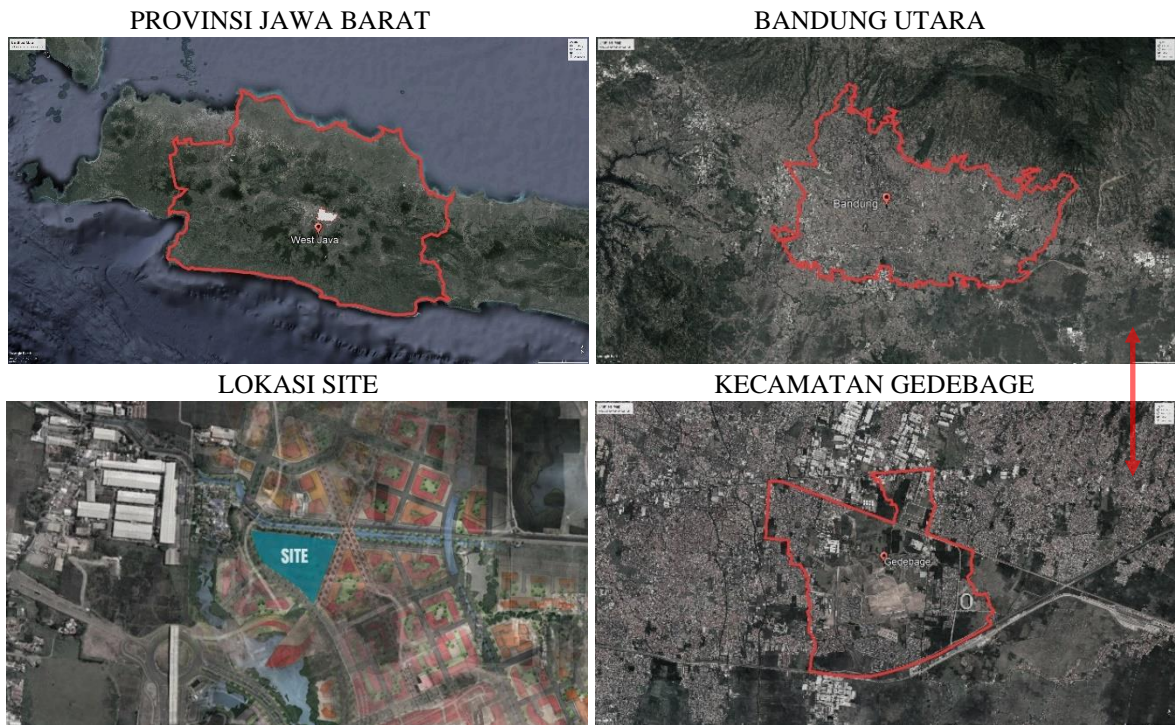 PROVINSI JAWA BARAT
BANDUNG UTARA
West Java
Bandung
LOKASI SITE
KECAMATAN GEDEBAGE
SITE
Gedebage